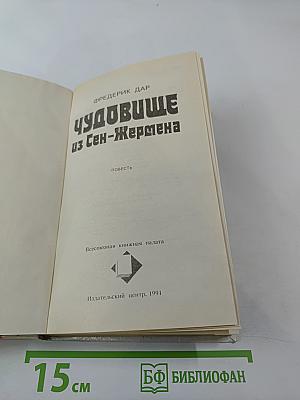 ФРЕДЕРИК ДАР
ЧУДОВИЩЕ
из Сен-Жермена
ПОВЕСТЬ
Всесоюзная книжная палата
Издательский центр, 1991
15 см
БФ БИБЛИОФАН